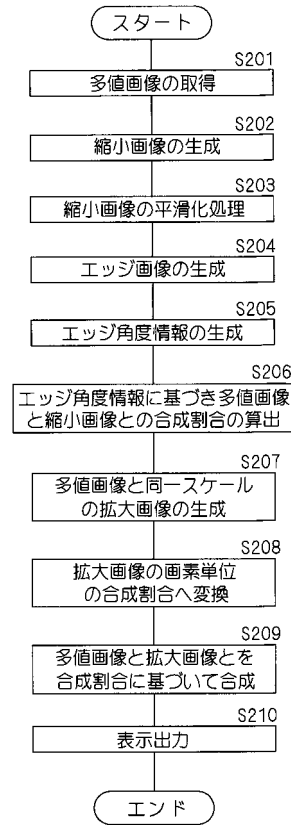 スタート
S201
多値画像の取得
S202
縮小画像の生成
S203
縮小画像の平滑化処理
S204
エッジ画像の生成
S205
エッジ角度情報の生成
S206
エッジ角度情報に基づき多値画像
と縮小画像との合成割合の算出
S207
多値画像と同一スケール
の拡大画像の生成
S208
拡大画像の画素単位
の合成割合へ変換
S209
多値画像と拡大画像とを
合成割合に基づいて合成
S210
表示出力
エンド